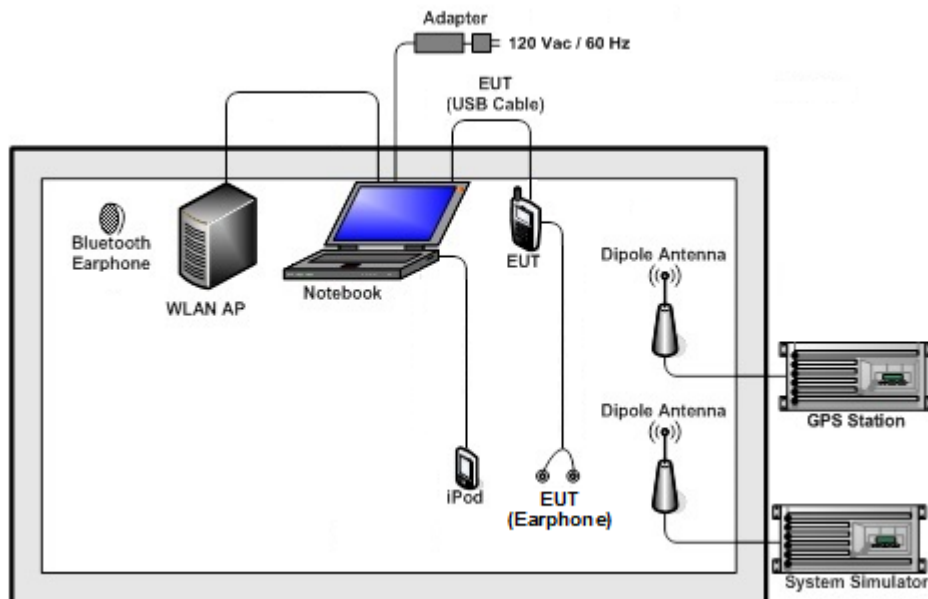 Adapter
120 Vac / 60 Hz
EUT
(USB Cable)
Bluetooth
Earphone
WLAN AP
Notebook
EUT
Dipole Antenna
GPS Station
Dipole Antenna
iPod
EUT
(Earphone)
System Simulator